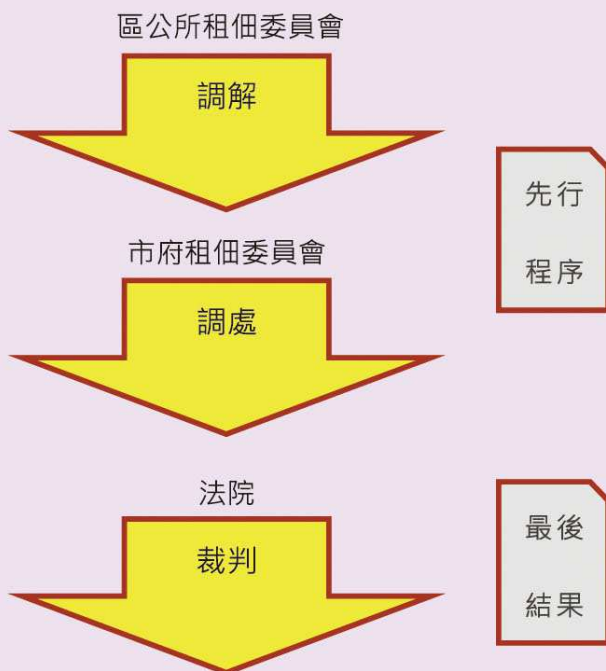 區公所租佃委員會
調解
先行
程序
市府租佃委員會
調處
法院
裁判
最後
結果